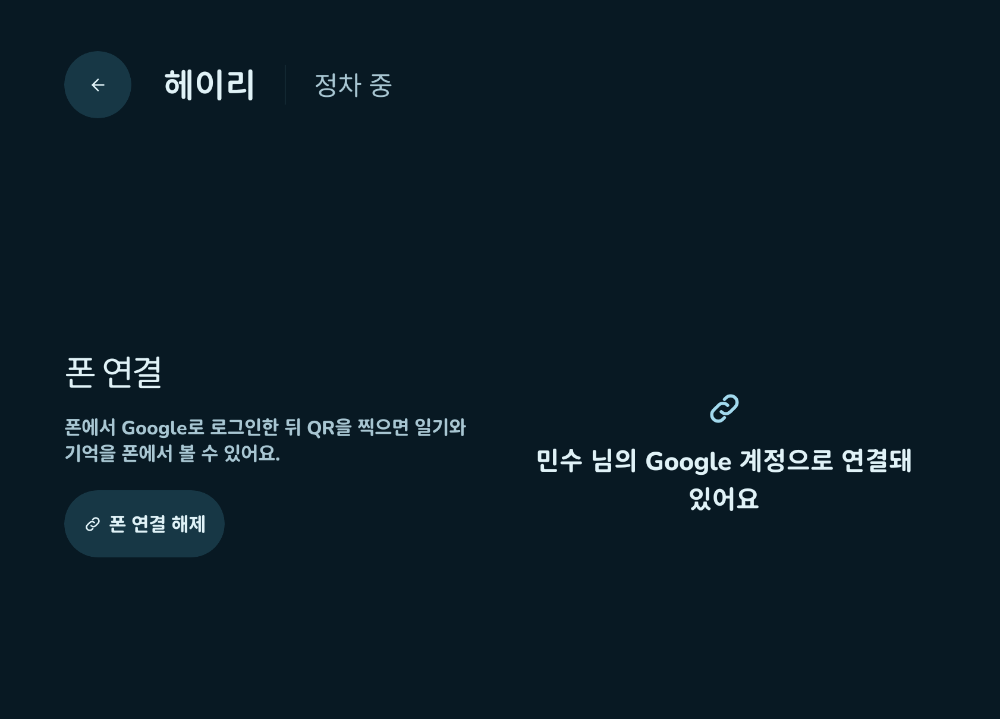 헤이리
정차 중
폰 연결
폰에서 Google로 로그인한 뒤 QR을 찍으면 일기와
기억을 폰에서 볼 수 있어요.
폰 연결 해제
민수 님의 Google 계정으로 연결돼
있어요